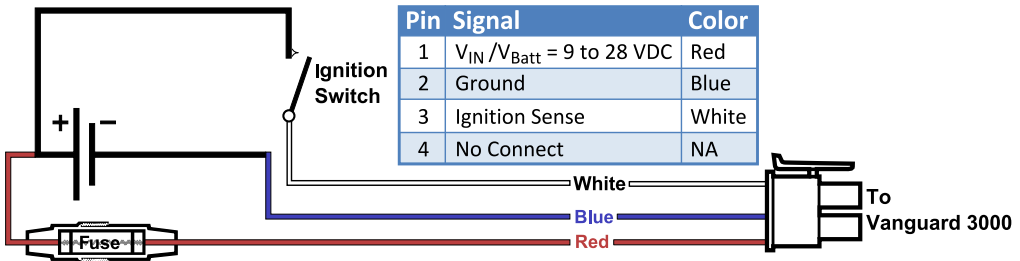 Pin Signal Color
1 VIN /VBatt = 9 to 28 VDC Red
2 Ground Blue
3 Ignition Sense White
4 No Connect NA
Ignition
Switch
+ −
White
Blue
Fuse
Red
To
Vanguard 3000